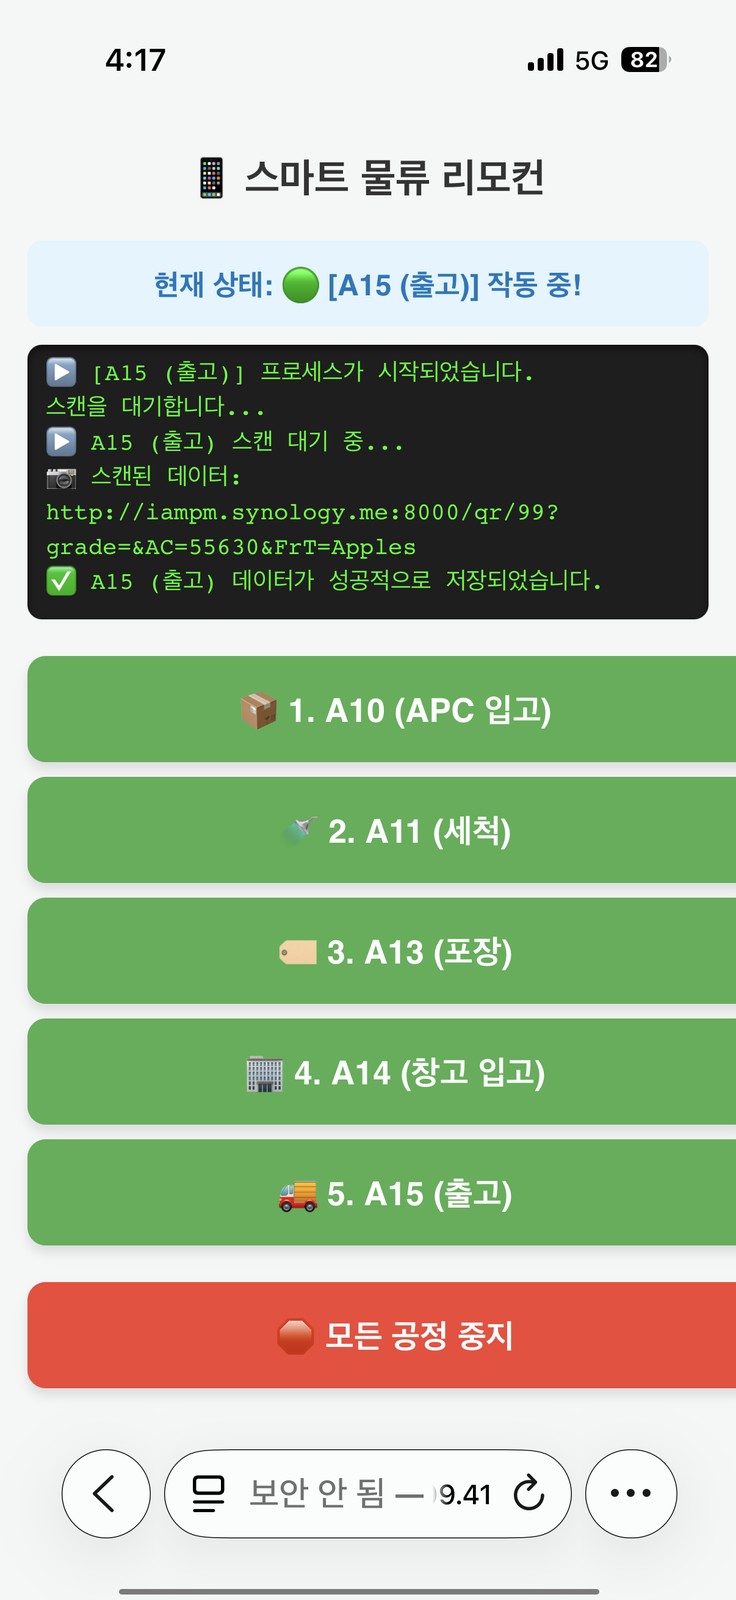 4:17
5G
82
스마트 물류 리모컨
현재 상태: [A15 (출고)] 작동 중!
[A15 (출고)] 프로세스가 시작되었습니다.
스캔을 대기합니다...
A15 (출고) 스캔 대기 중...
스캔된 데이터:
http://iampm.synology.me:8000/qr/99?
grade=&AC=55630&FrT=Apples
A15 (출고) 데이터가 성공적으로 저장되었습니다.
1. A10 (APC 입고)
2. A11 (세척)
3. A13 (포장)
4. A14 (창고 입고)
5. A15 (출고)
모든 공정 중지
보안 안 됨 — 9.41